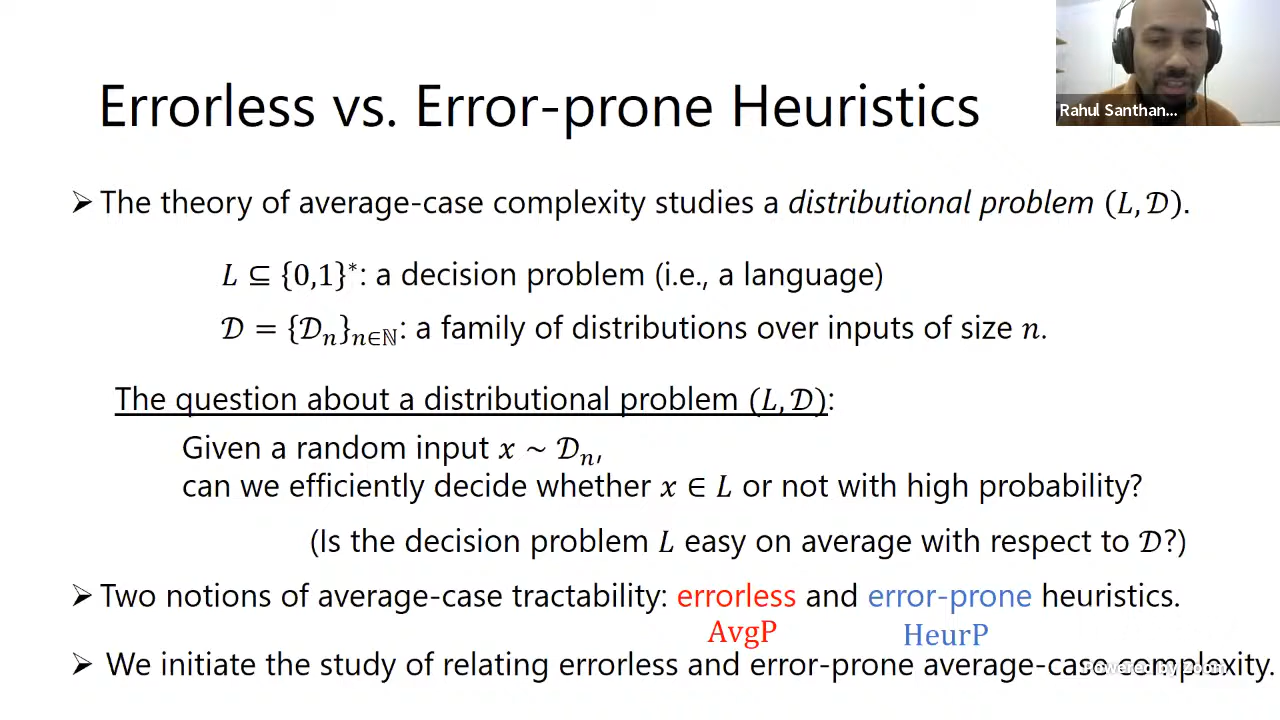 Rahul Santhan...
Errorless vs. Error-prone Heuristics
➢ The theory of average-case complexity studies a distributional problem (L, 𝒟).
L ⊆ {0,1}*: a decision problem (i.e., a language)
𝒟 = {𝒟ₙ}ₙ∈ℕ: a family of distributions over inputs of size n.
The question about a distributional problem (L, 𝒟):
Given a random input x ~ 𝒟ₙ,
can we efficiently decide whether x ∈ L or not with high probability?
(Is the decision problem L easy on average with respect to 𝒟?)
➢ Two notions of average-case tractability: errorless and error-prone heuristics.
AvgP HeurP
➢ We initiate the study of relating errorless and error-prone average-case complexity.
Powered by Zoom